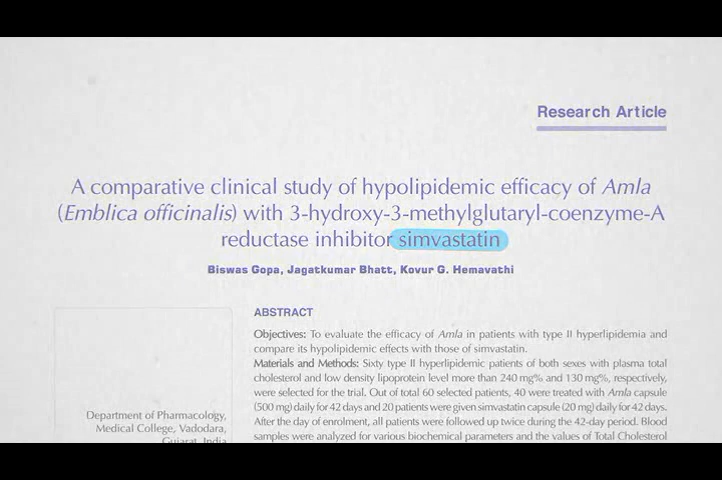 Research Article
A comparative clinical study of hypolipidemic efficacy of Amla
(Emblica officinalis) with 3-hydroxy-3-methylglutaryl-coenzyme-A
reductase inhibitor simvastatin
Biswas Gopa, Jagatkumar Bhatt, Kovur G. Hemavathi
ABSTRACT
Objectives: To evaluate the efficacy of Amla in patients with type II hyperlipidemia and
compare its hypolipidemic effects with those of simvastatin.
Materials and Methods: Sixty type II hyperlipidemic patients of both sexes with plasma total
cholesterol and low density lipoprotein level more than 240 mg% and 130 mg%, respectively,
were selected for the trial. Out of total 60 selected patients, 40 were treated with Amla capsule
(500 mg) daily for 42 days and 20 patients were given simvastatin capsule (20 mg) daily for 42 days.
After the day of enrolment, all patients were followed up twice during the 42-day period. Blood
samples were analyzed for various biochemical parameters and the values of Total Cholesterol
Department of Pharmacology,
Medical College, Vadodara,
Gujarat, India